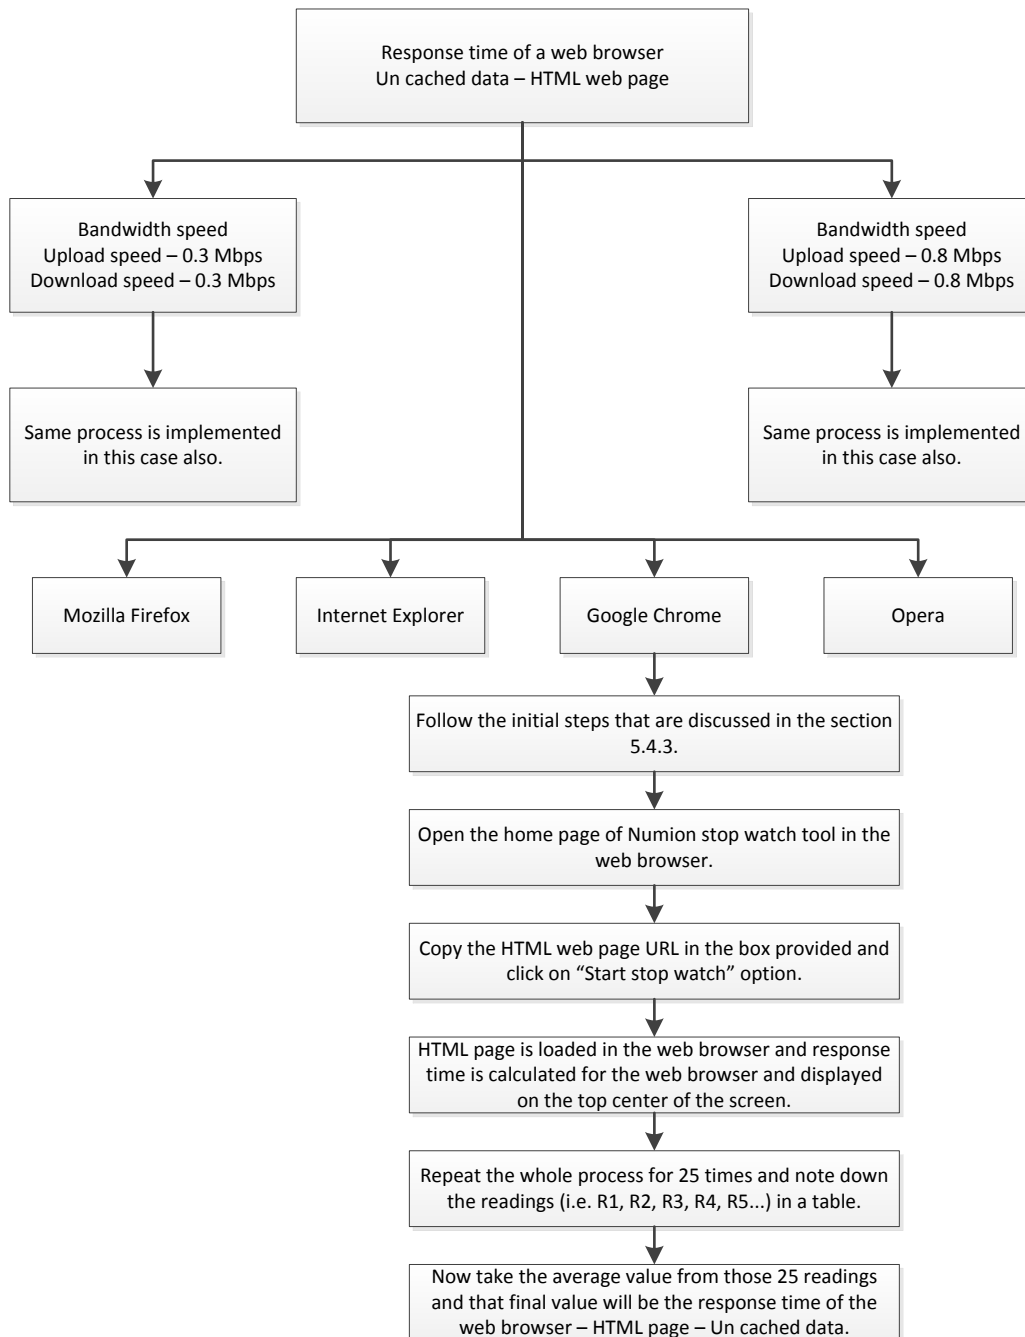 Response time of a web browser
Un cached data – HTML web page
Bandwidth speed
Upload speed – 0.3 Mbps
Download speed – 0.3 Mbps
Bandwidth speed
Upload speed – 0.8 Mbps
Download speed – 0.8 Mbps
Same process is implemented
in this case also.
Same process is implemented
in this case also.
Mozilla Firefox
Internet Explorer
Google Chrome
Opera
Follow the initial steps that are discussed in the section
5.4.3.
Open the home page of Numion stop watch tool in the
web browser.
Copy the HTML web page URL in the box provided and
click on “Start stop watch” option.
HTML page is loaded in the web browser and response
time is calculated for the web browser and displayed
on the top center of the screen.
Repeat the whole process for 25 times and note down
the readings (i.e. R1, R2, R3, R4, R5...) in a table.
Now take the average value from those 25 readings
and that final value will be the response time of the
web browser – HTML page – Un cached data.